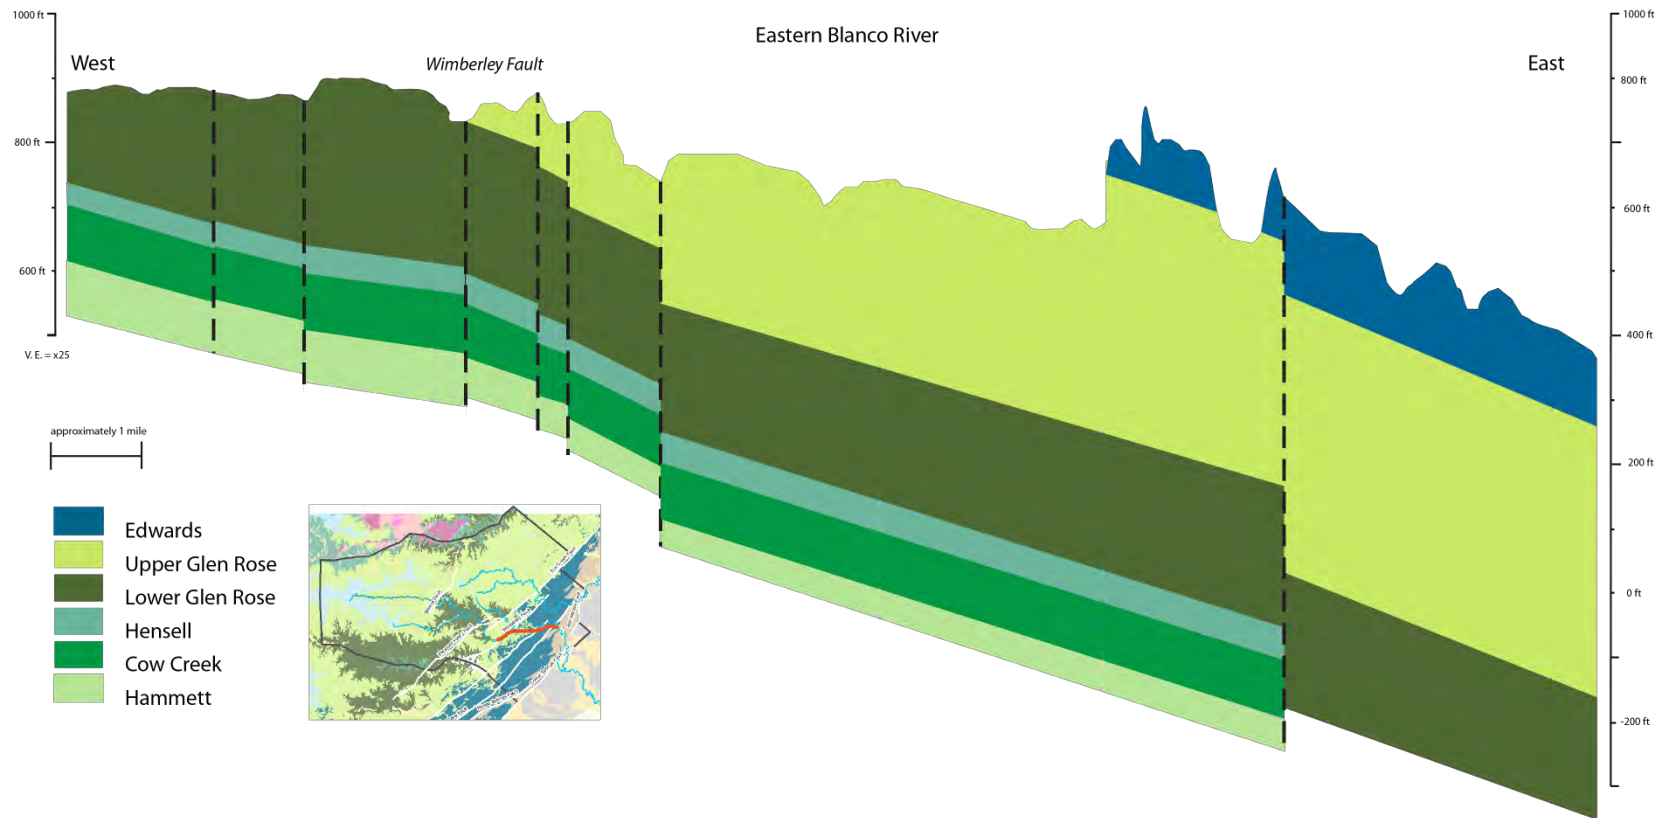 1000 ft
1000 ft
Eastern Blanco River
West
Wimberley Fault
East
800 ft
800 ft
600 ft
600 ft
V. E. = x25
400 ft
approximately 1 mile
200 ft
Edwards
Upper Glen Rose
Lower Glen Rose
0 ft
Hensell
Cow Creek
Hammett
-200 ft